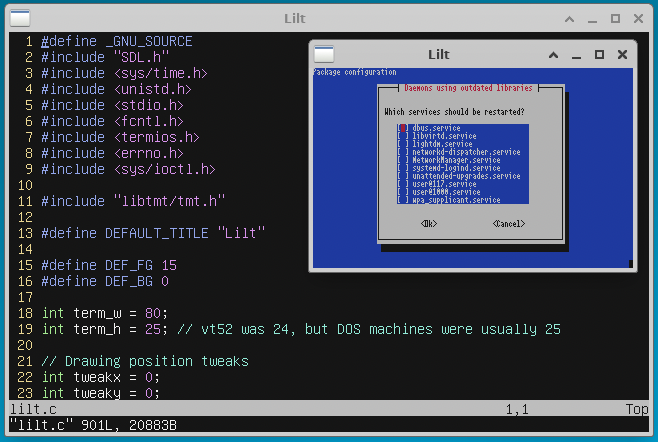 Lilt
1 #define _GNU_SOURCE
2 #include "SDL.h"
3 #include <sys/time.h>
4 #include <unistd.h>
5 #include <stdio.h>
6 #include <fcntl.h>
7 #include <termios.h>
8 #include <errno.h>
9 #include <sys/ioctl.h>
10
11 #include "libtmt/tmt.h"
12
13 #define DEFAULT_TITLE "Lilt"
14
15 #define DEF_FG 15
16 #define DEF_BG 0
17
18 int term_w = 80;
19 int term_h = 25; // vt52 was 24, but DOS machines were usually 25
20
21 // Drawing position tweaks
22 int tweakx = 0;
23 int tweaky = 0;
lilt.c 1,1 Top
"lilt.c" 901L, 20883B
Lilt
Package configuration
Daemons using outdated libraries
Which services should be restarted?
[ ] dbus.service
[ ] libvirtd.service
[ ] lightdm.service
[ ] networkd-dispatcher.service
[ ] NetworkManager.service
[ ] systemd-logind.service
[ ] unattended-upgrades.service
[ ] user@117.service
[ ] user@1000.service
[ ] wpa_supplicant.service
<Ok> <Cancel>